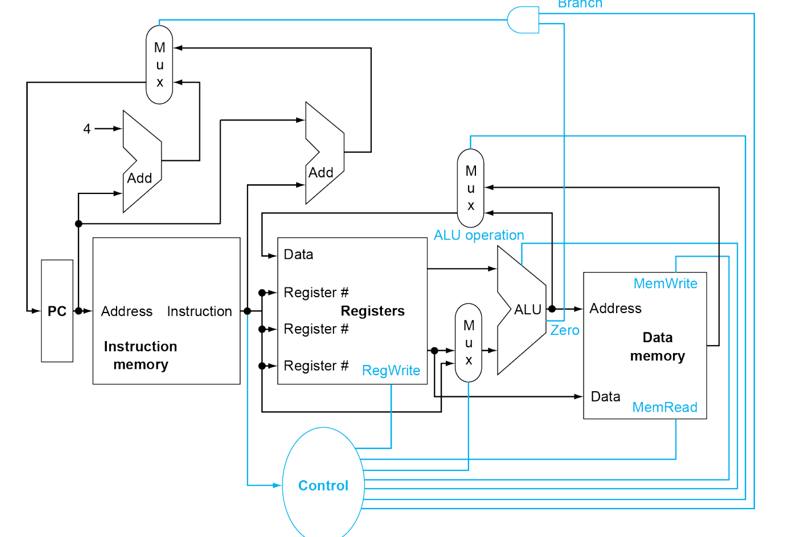 Branch
M
u
x
4
Add
Add
M
u
x
ALU operation
Data
Register #
Registers
Register #
Register #
RegWrite
PC
Address
Instruction
Instruction
memory
M
u
x
ALU
Zero
MemWrite
Address
Data
memory
Data
MemRead
Control